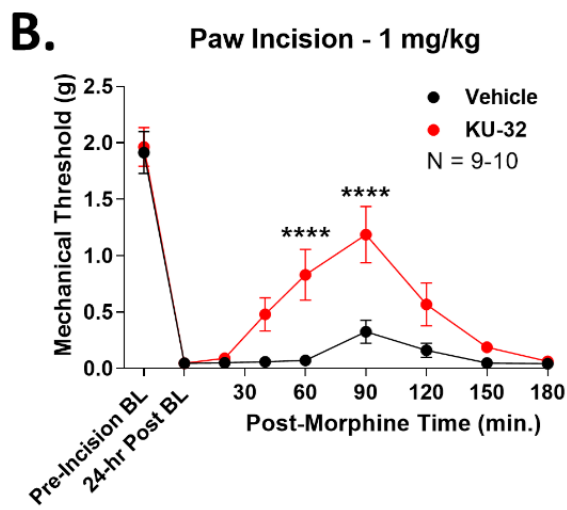 B.
Paw Incision - 1 mg/kg
Mechanical Threshold (g)
2.5
2.0
1.5
1.0
0.5
0.0
Vehicle
KU-32
N = 9-10
****
****
Pre-Incision BL
24-hr Post BL
30
60
90
120
150
180
Post-Morphine Time (min.)